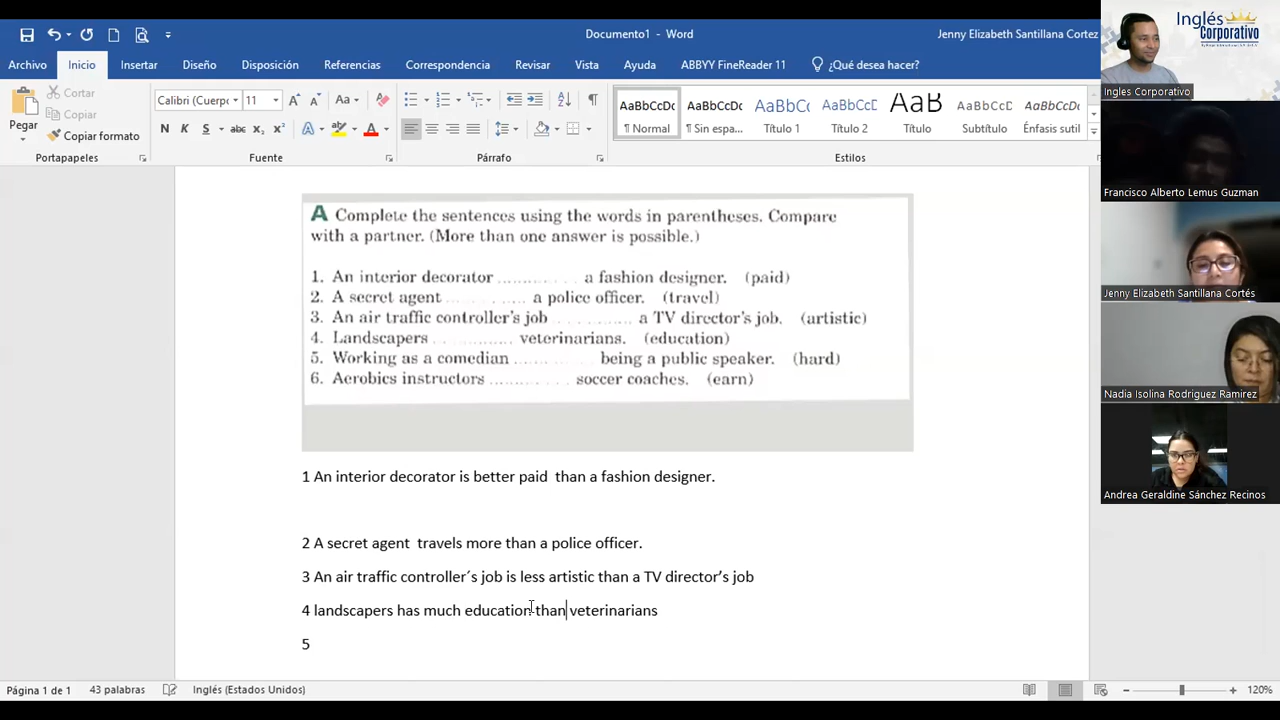 Documento1 - Word
Jenny Elizabeth Santillana Cortez
Archivo Inicio Insertar Diseño Disposición Referencias Correspondencia Revisar Vista Ayuda ABBYY FineReader 11 ¿Qué desea hacer?
Pegar
Cortar
Copiar
Copiar formato
Portapapeles
Calibri (Cuerp 11
Aa
N K S abc x₂ x²
A A
Fuente
Párrafo
AaBbCcDc AaBbCcDc AaBbCc AaBbCcD AaB AaBbCcD AaBbCcDc
¶ Normal ¶ Sin espa... Título 1 Título 2 Título Subtítulo Énfasis sutil
Estilos
A Complete the sentences using the words in parentheses. Compare
with a partner. (More than one answer is possible.)
1. An interior decorator ............ a fashion designer. (paid)
2. A secret agent ............ a police officer. (travel)
3. An air traffic controller's job ............ a TV director's job. (artistic)
4. Landscapers ............ veterinarians. (education)
5. Working as a comedian ............ being a public speaker. (hard)
6. Aerobics instructors ............ soccer coaches. (earn)
1 An interior decorator is better paid  than a fashion designer.
2 A secret agent  travels more than a police officer.
3 An air traffic controller´s job is less artistic than a TV director’s job
4 landscapers has much education than veterinarians
5
Página 1 de 1 43 palabras Inglés (Estados Unidos)
120%
Inglés
Corporativo
Ingles Corporativo
Francisco Alberto Lemus Guzman
Jenny Elizabeth Santillana Cortés
Nadia Isolina Rodriguez Ramirez
Andrea Geraldine Sánchez Recinos